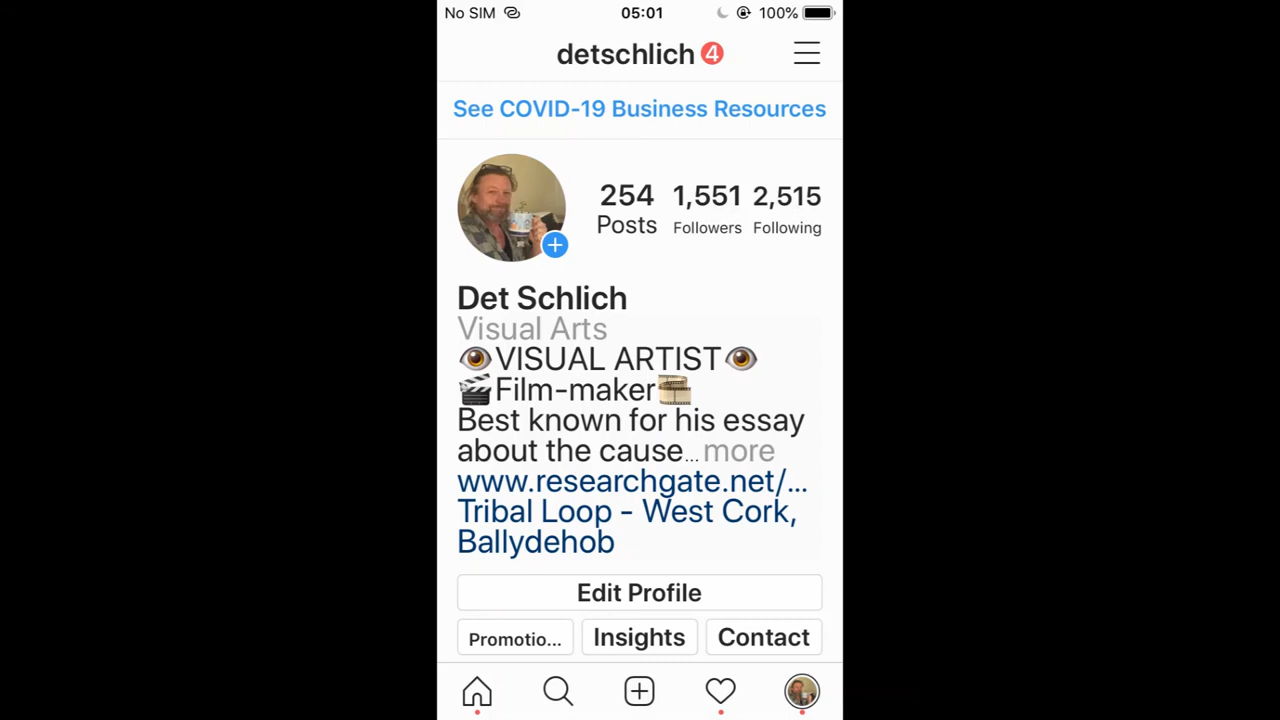 No SIM 05:01 100%
detschlich 4
See COVID-19 Business Resources
254 1,551 2,515
Posts Followers Following
Det Schlich
Visual Arts
👁️VISUAL ARTIST👁️
🎬Film-maker🎞️
Best known for his essay
about the cause... more
www.researchgate.net/...
Tribal Loop - West Cork,
Ballydehob
Edit Profile
Promotio... Insights Contact